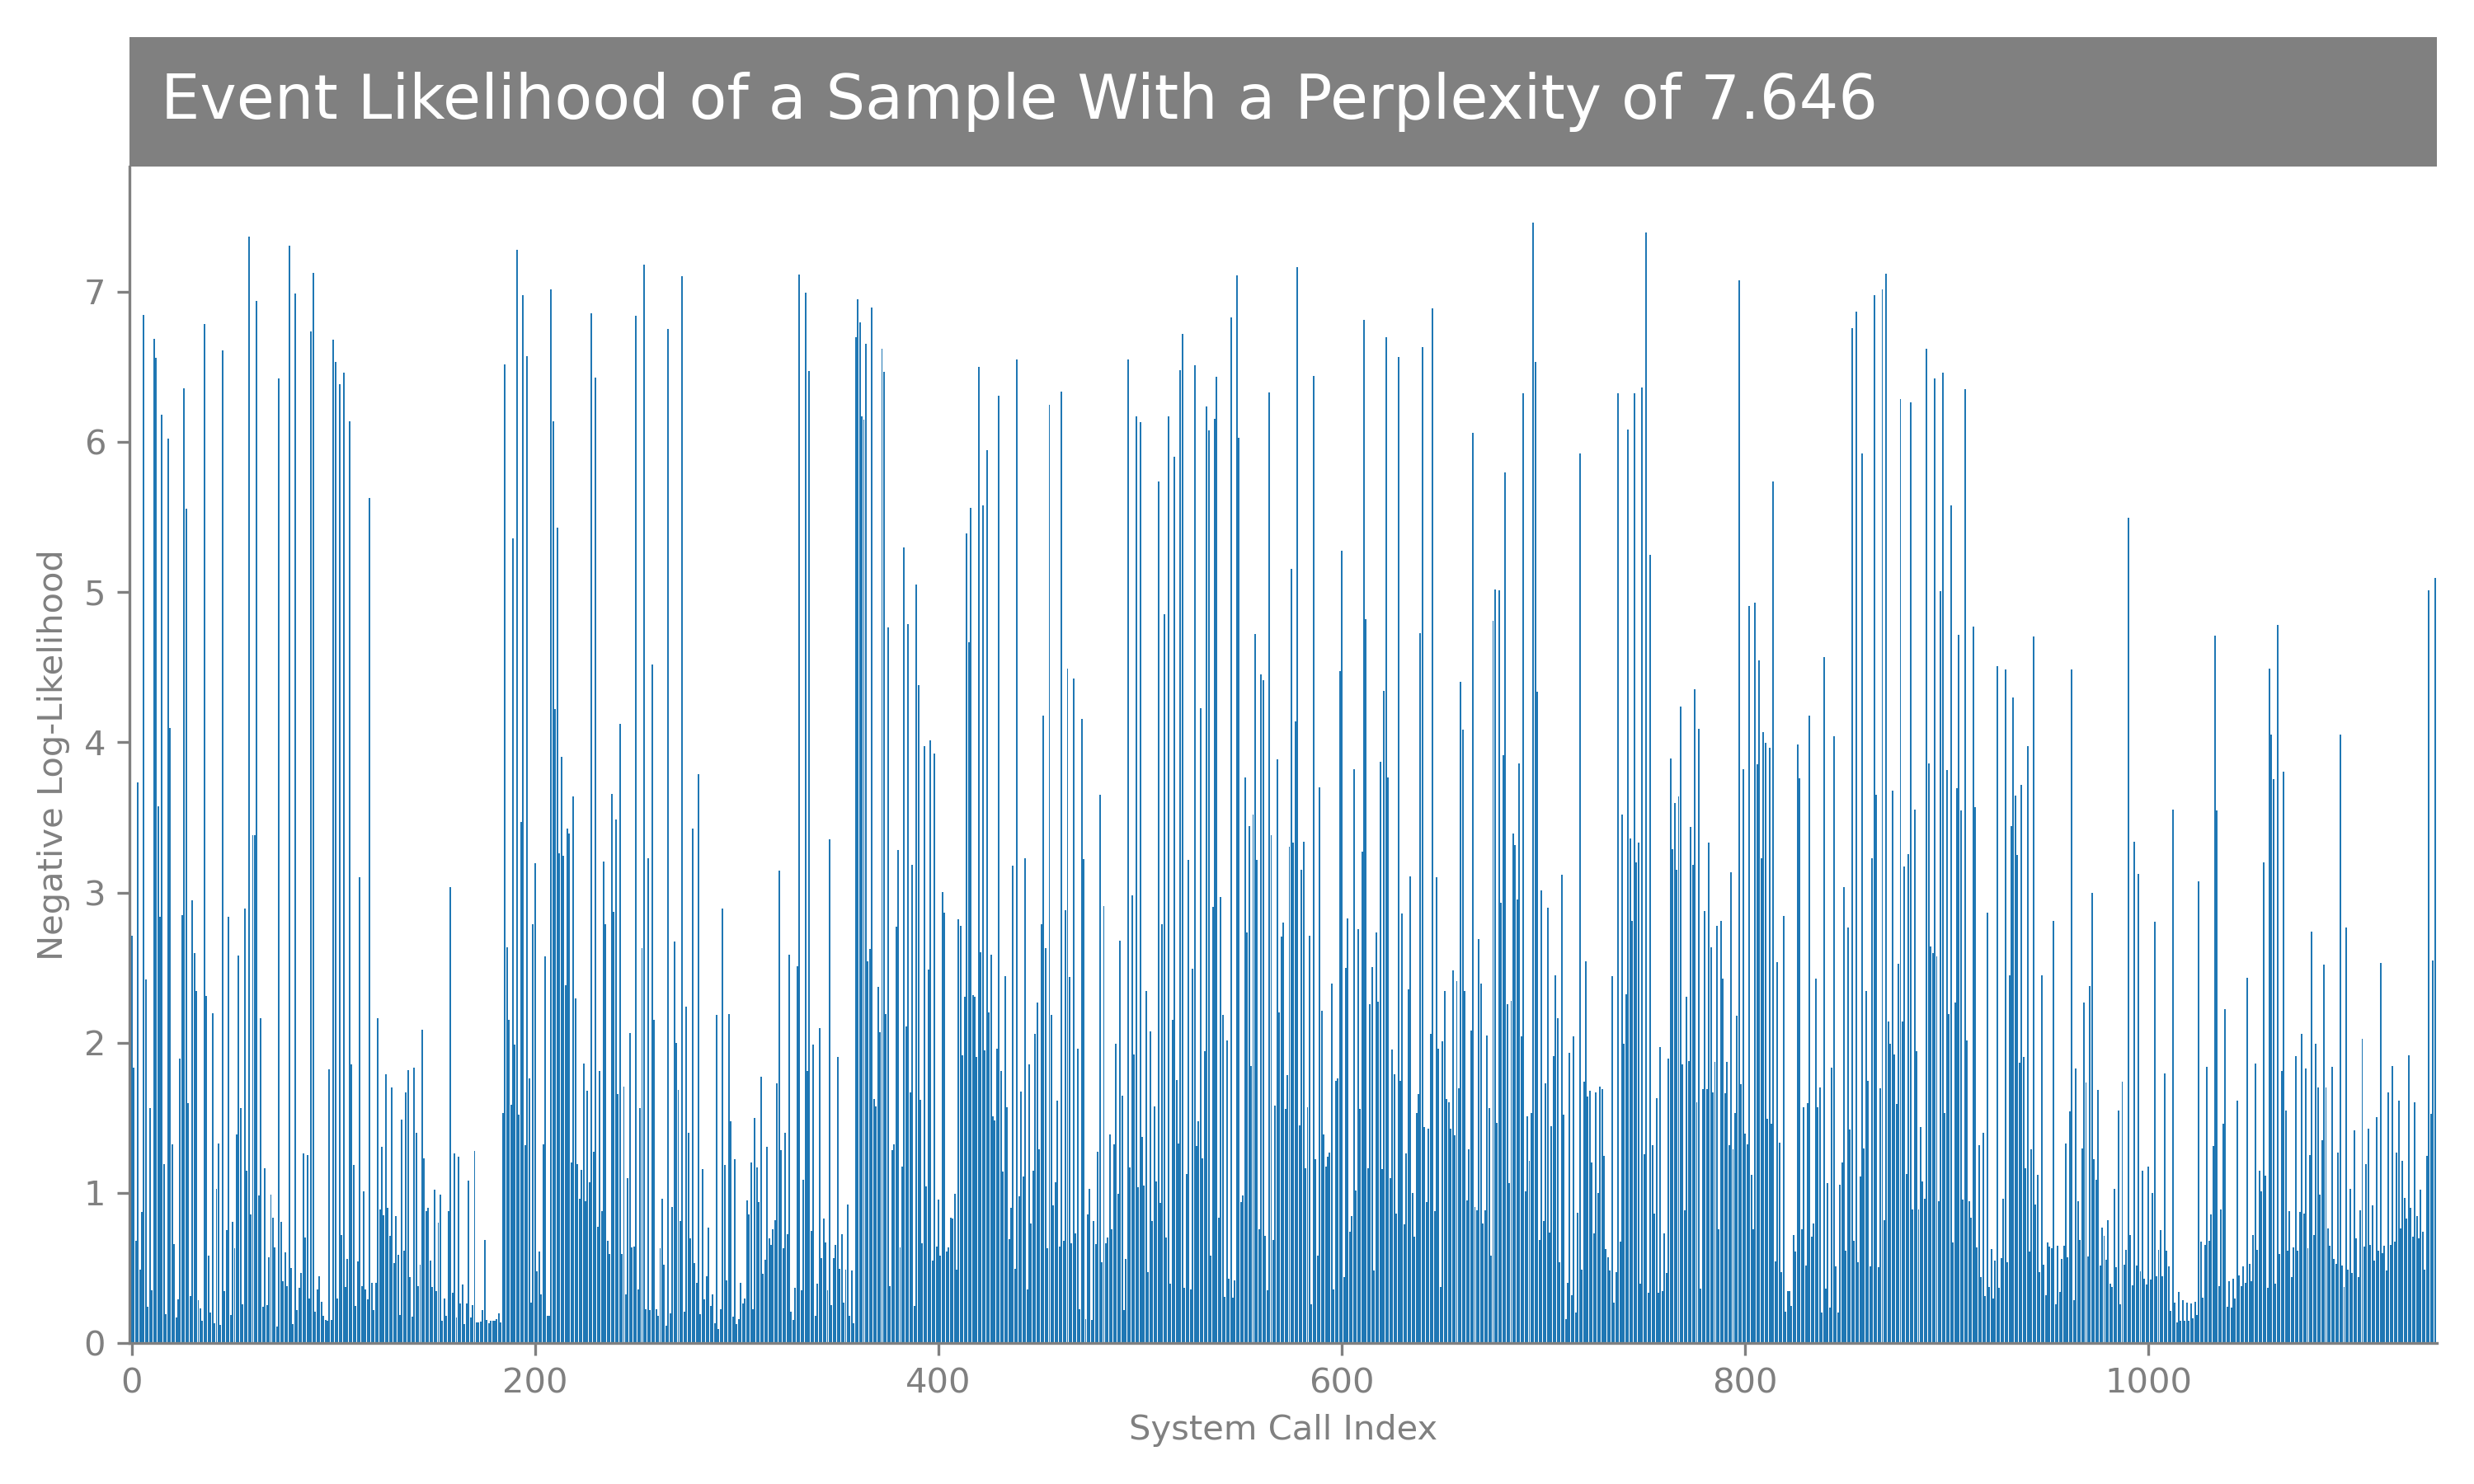 Event Likelihood of a Sample With a Perplexity of 7.646
Negative Log-Likelihood
7
6
5
4
3
2
1
0
0 200 400 600 800 1000
System Call Index